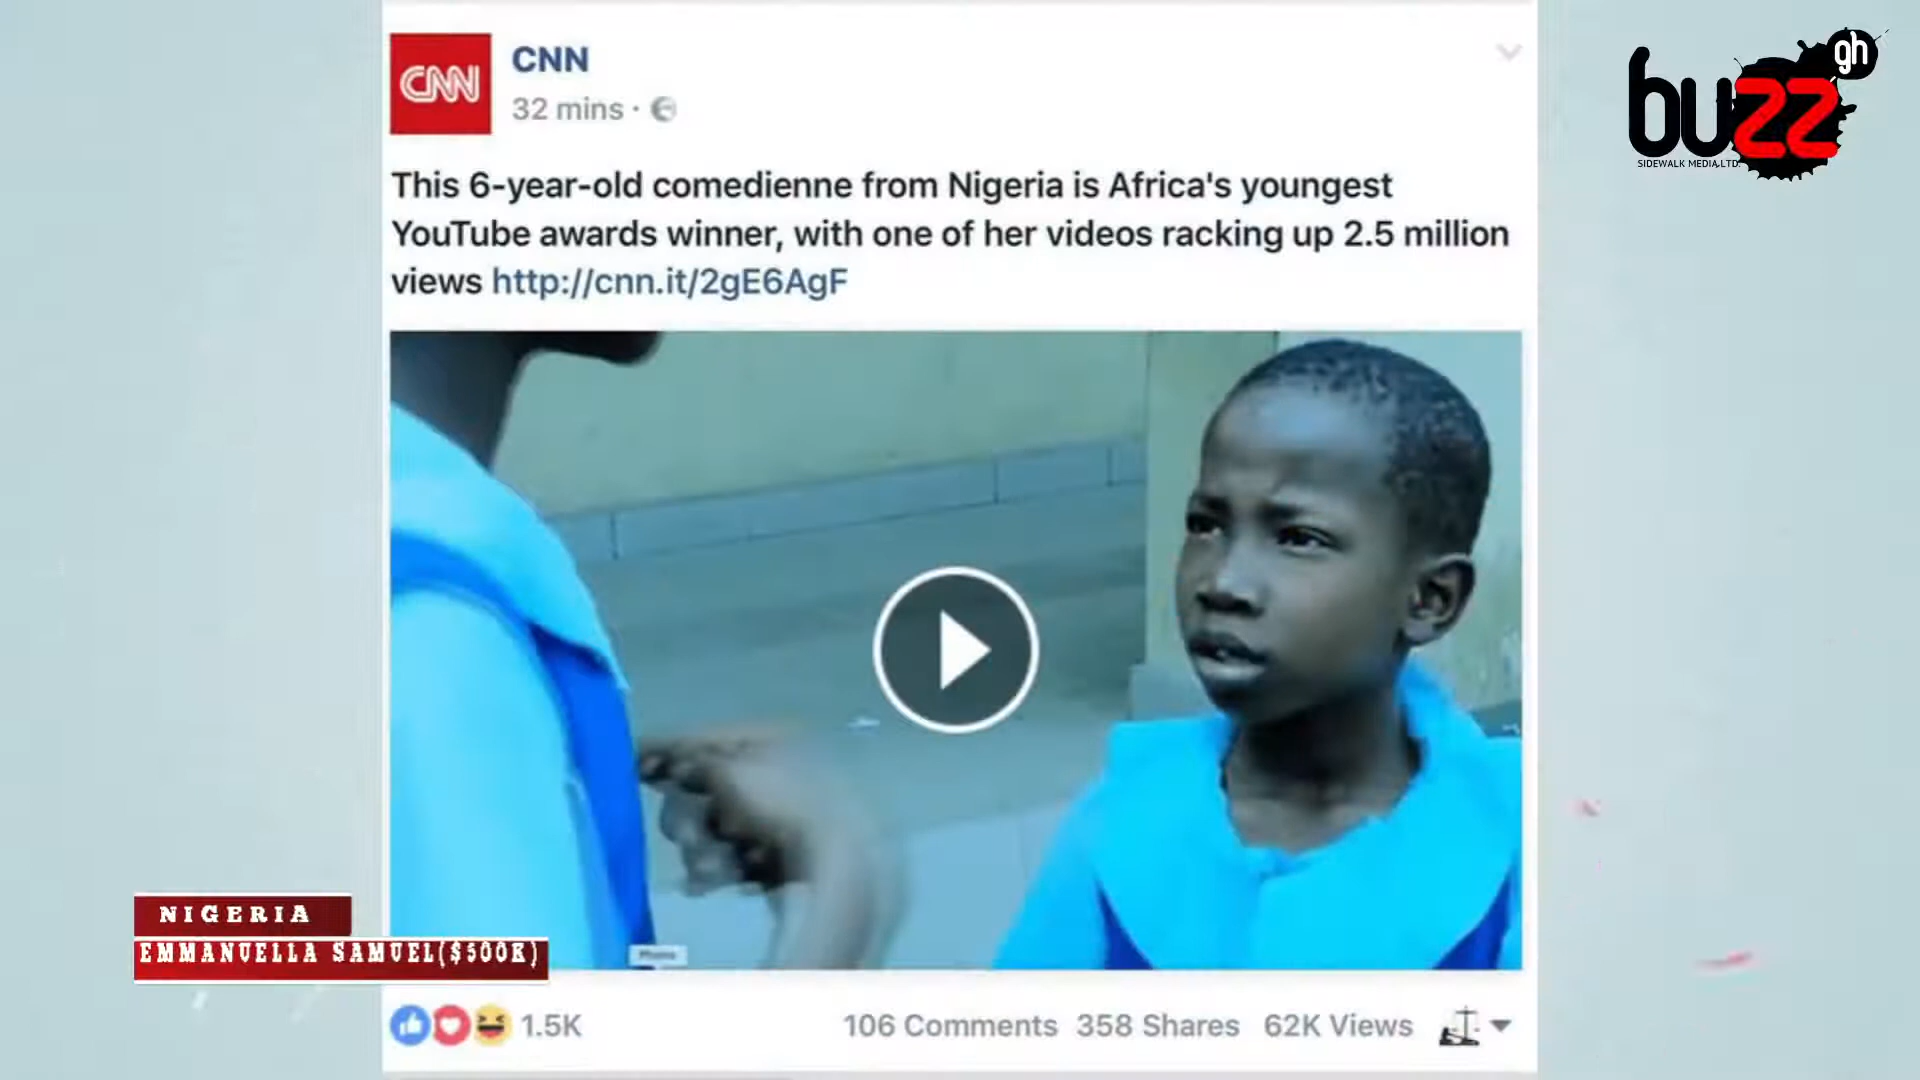 CNN
CNN
32 mins ·
This 6-year-old comedienne from Nigeria is Africa's youngest
YouTube awards winner, with one of her videos racking up 2.5 million
views http://cnn.it/2gE6AgF
buzz gh
SIDEWALK MEDIA LTD.
NIGERIA
EMMANUELLA SAMUEL($500K)
1.5K
106 Comments 358 Shares 62K Views